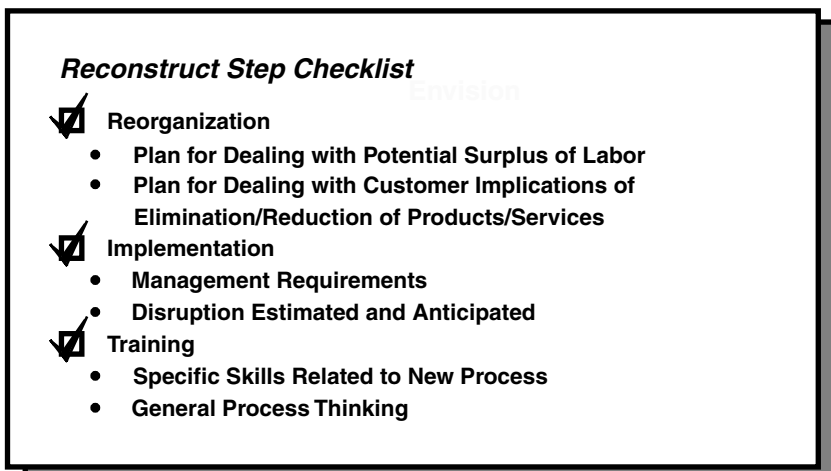 Reconstruct Step Checklist
Envision
Reorganization
• Plan for Dealing with Potential Surplus of Labor
• Plan for Dealing with Customer Implications of
Elimination/Reduction of Products/Services
Implementation
• Management Requirements
• Disruption Estimated and Anticipated
Training
• Specific Skills Related to New Process
• General Process Thinking